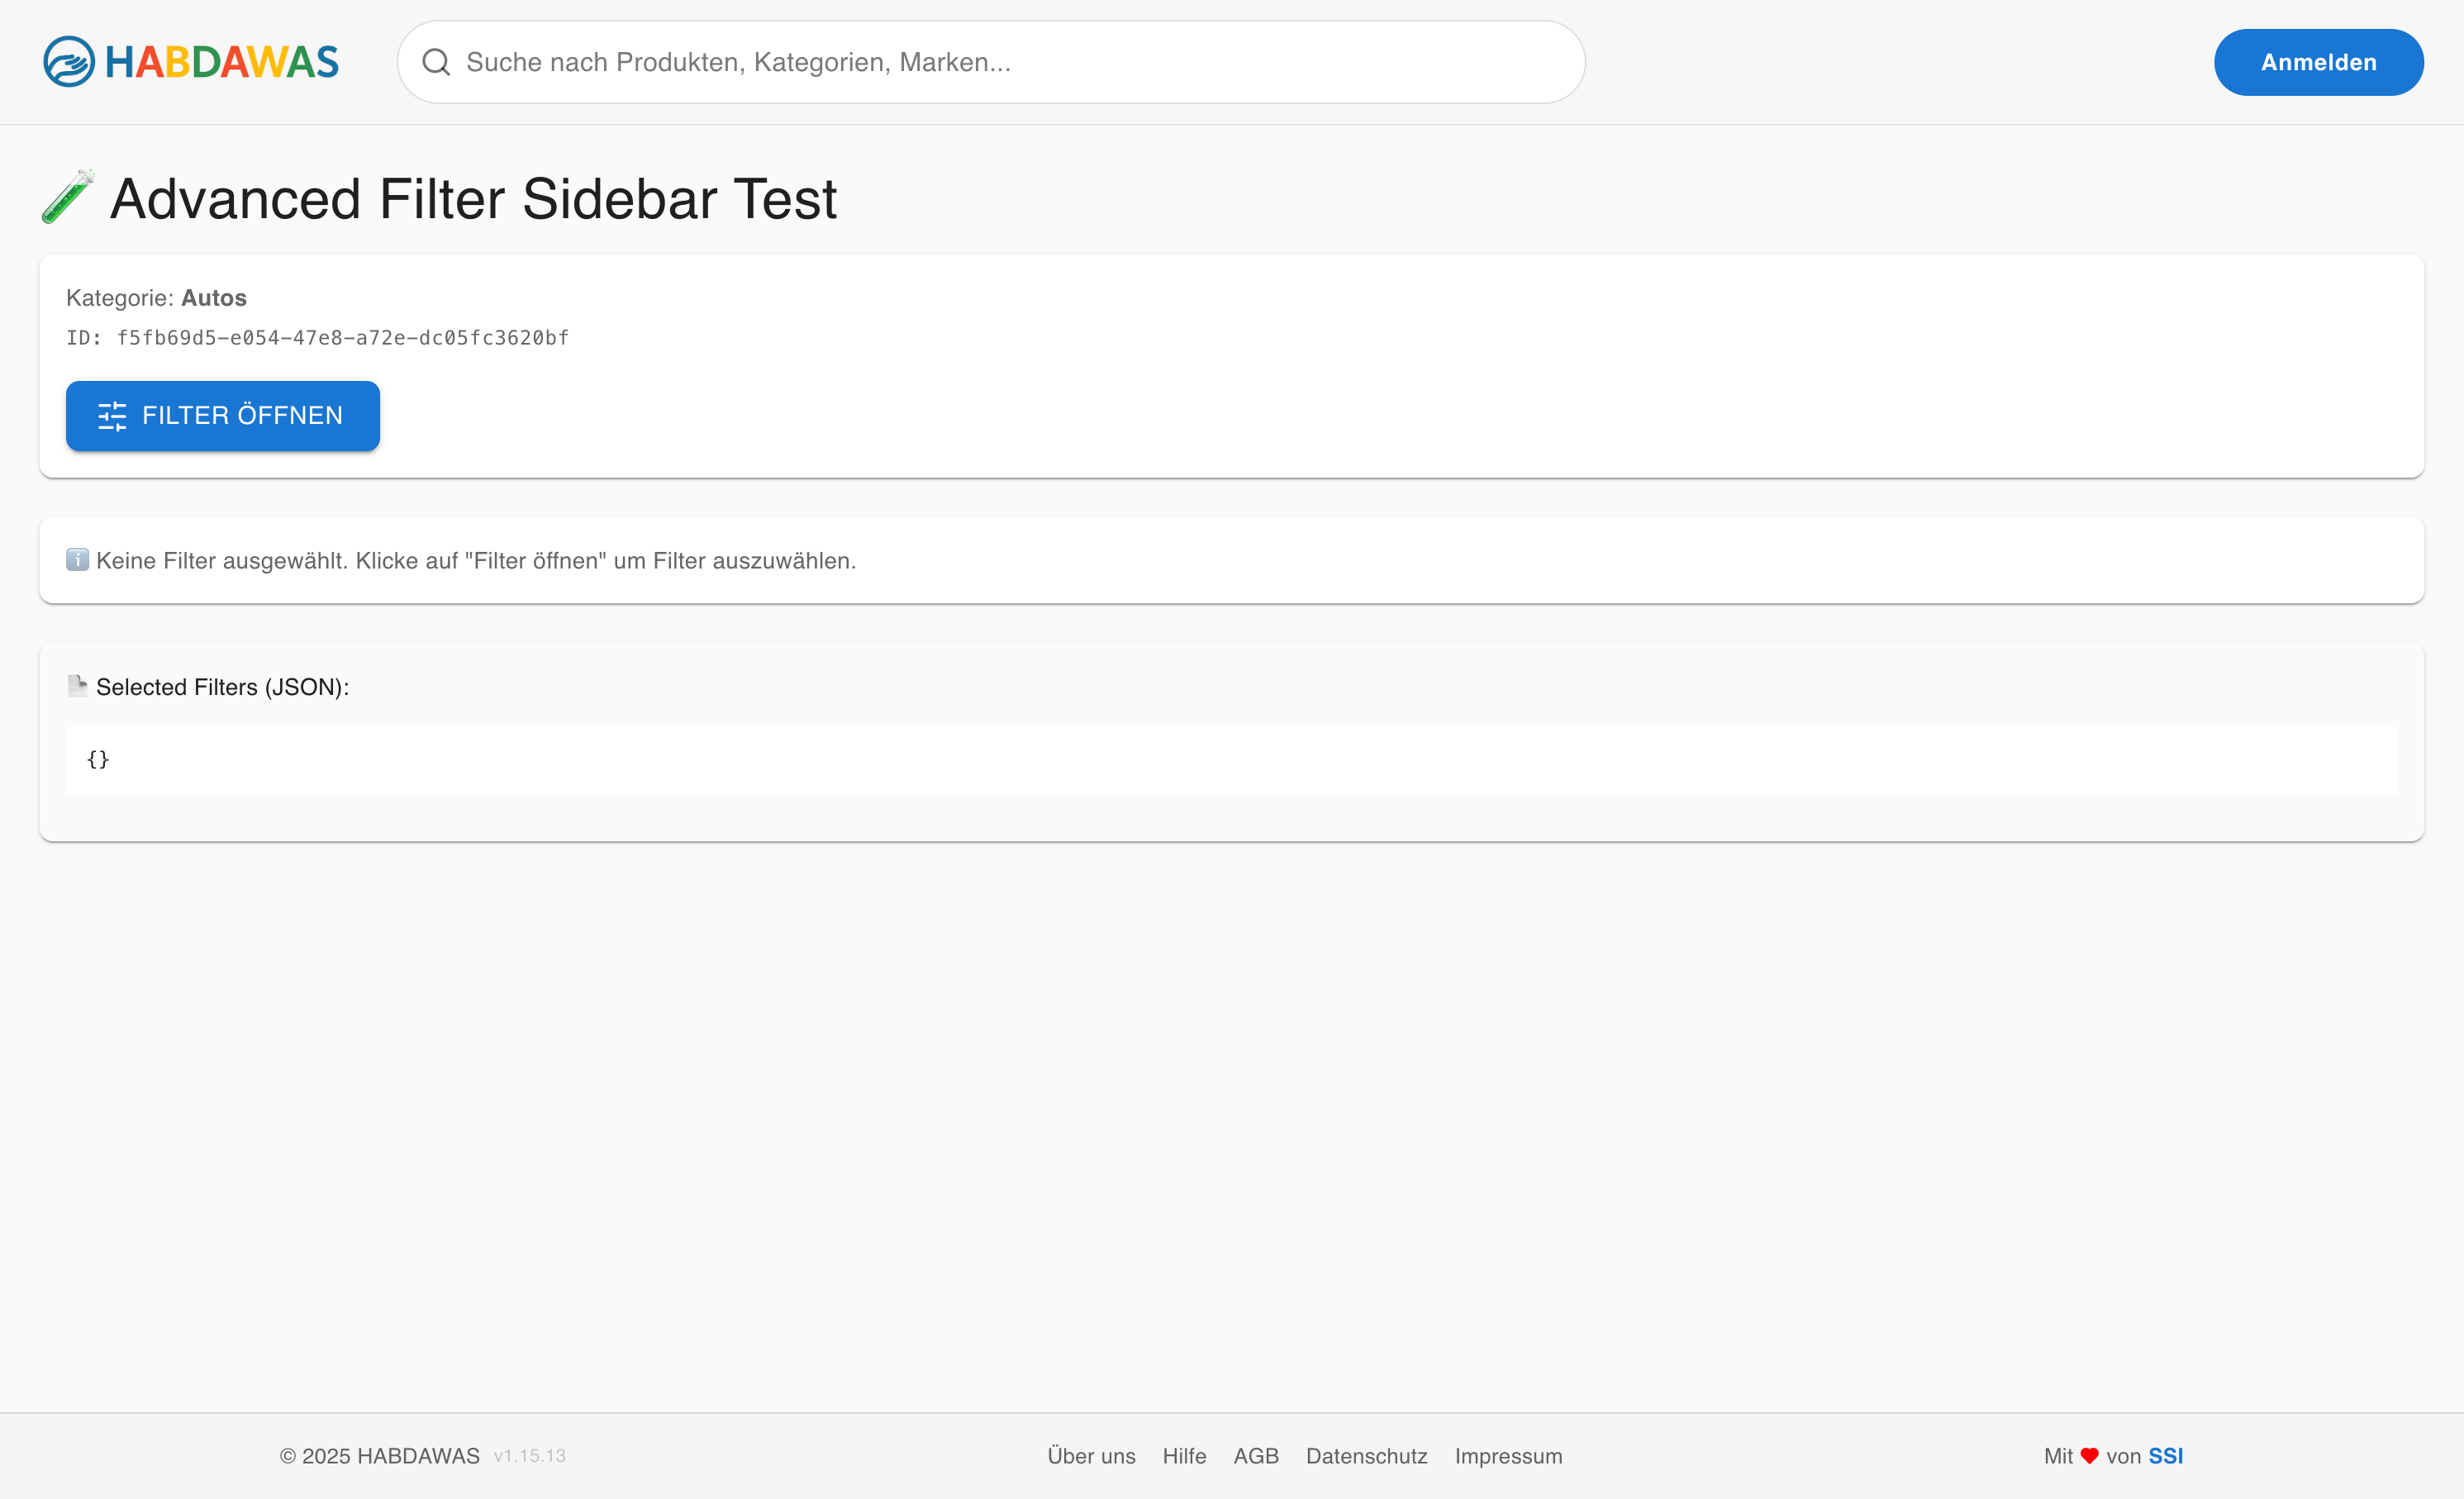 HABDAWAS
Suche nach Produkten, Kategorien, Marken...
Anmelden
Advanced Filter Sidebar Test
Kategorie: Autos
ID: f5fb69d5-e054-47e8-a72e-dc05fc3620bf
FILTER ÖFFNEN
Keine Filter ausgewählt. Klicke auf "Filter öffnen" um Filter auszuwählen.
Selected Filters (JSON):
{}
© 2025 HABDAWAS v1.15.13
Über uns Hilfe AGB Datenschutz Impressum
Mit ❤ von SSI